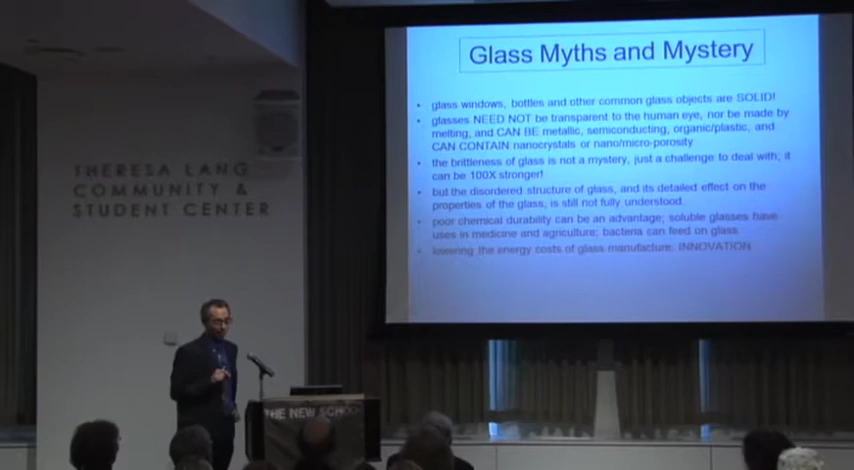 Glass Myths and Mystery
THERESA LANG
COMMUNITY &
STUDENT CENTER
• glass windows, bottles and other common glass objects are SOLID!
• glasses NEED NOT be transparent to the human eye, nor be made by
melting, and CAN BE metallic, semiconducting, organic/plastic, and
CAN CONTAIN nanocrystals or nano/micro-porosity
• the brittleness of glass is not a mystery, just a challenge to deal with; it
can be 100X stronger!
• but the disordered structure of glass, and its detailed effect on the
properties of the glass, is still not fully understood.
• poor chemical durability can be an advantage; soluble glasses have
uses in medicine and agriculture; bacteria can feed on glass
• lowering the energy costs of glass manufacture: INNOVATION
THE NEW SCHOOL